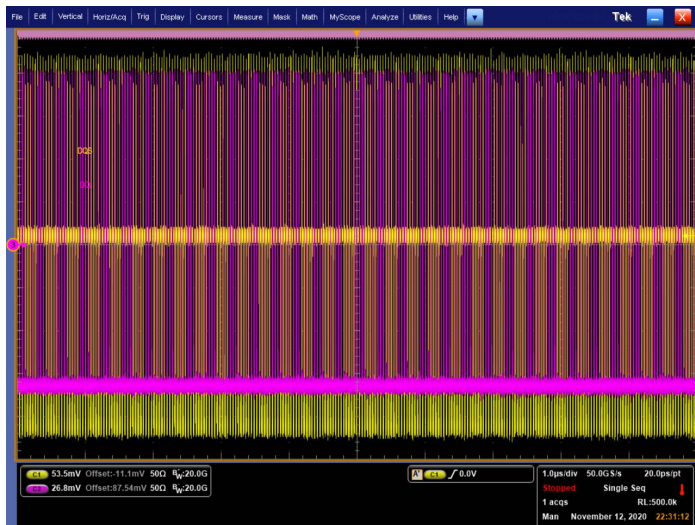 File Edit Vertical Horiz/Acq Trig Display Cursors Measure Mask Math MyScope Analyze Utilities Help Tek X
DQS
DQ
C1 53.5mV Offset:-11.1mV 50Ω BW:20.0G
26.8mV Offset:87.54mV 50Ω BW:20.0G
A' C1 0.0V
1.0µs/div 50.0GS/s 20.0ps/pt
Stopped Single Seq
1 acqs RL:500.0k
Man November 12, 2020 22:31:12